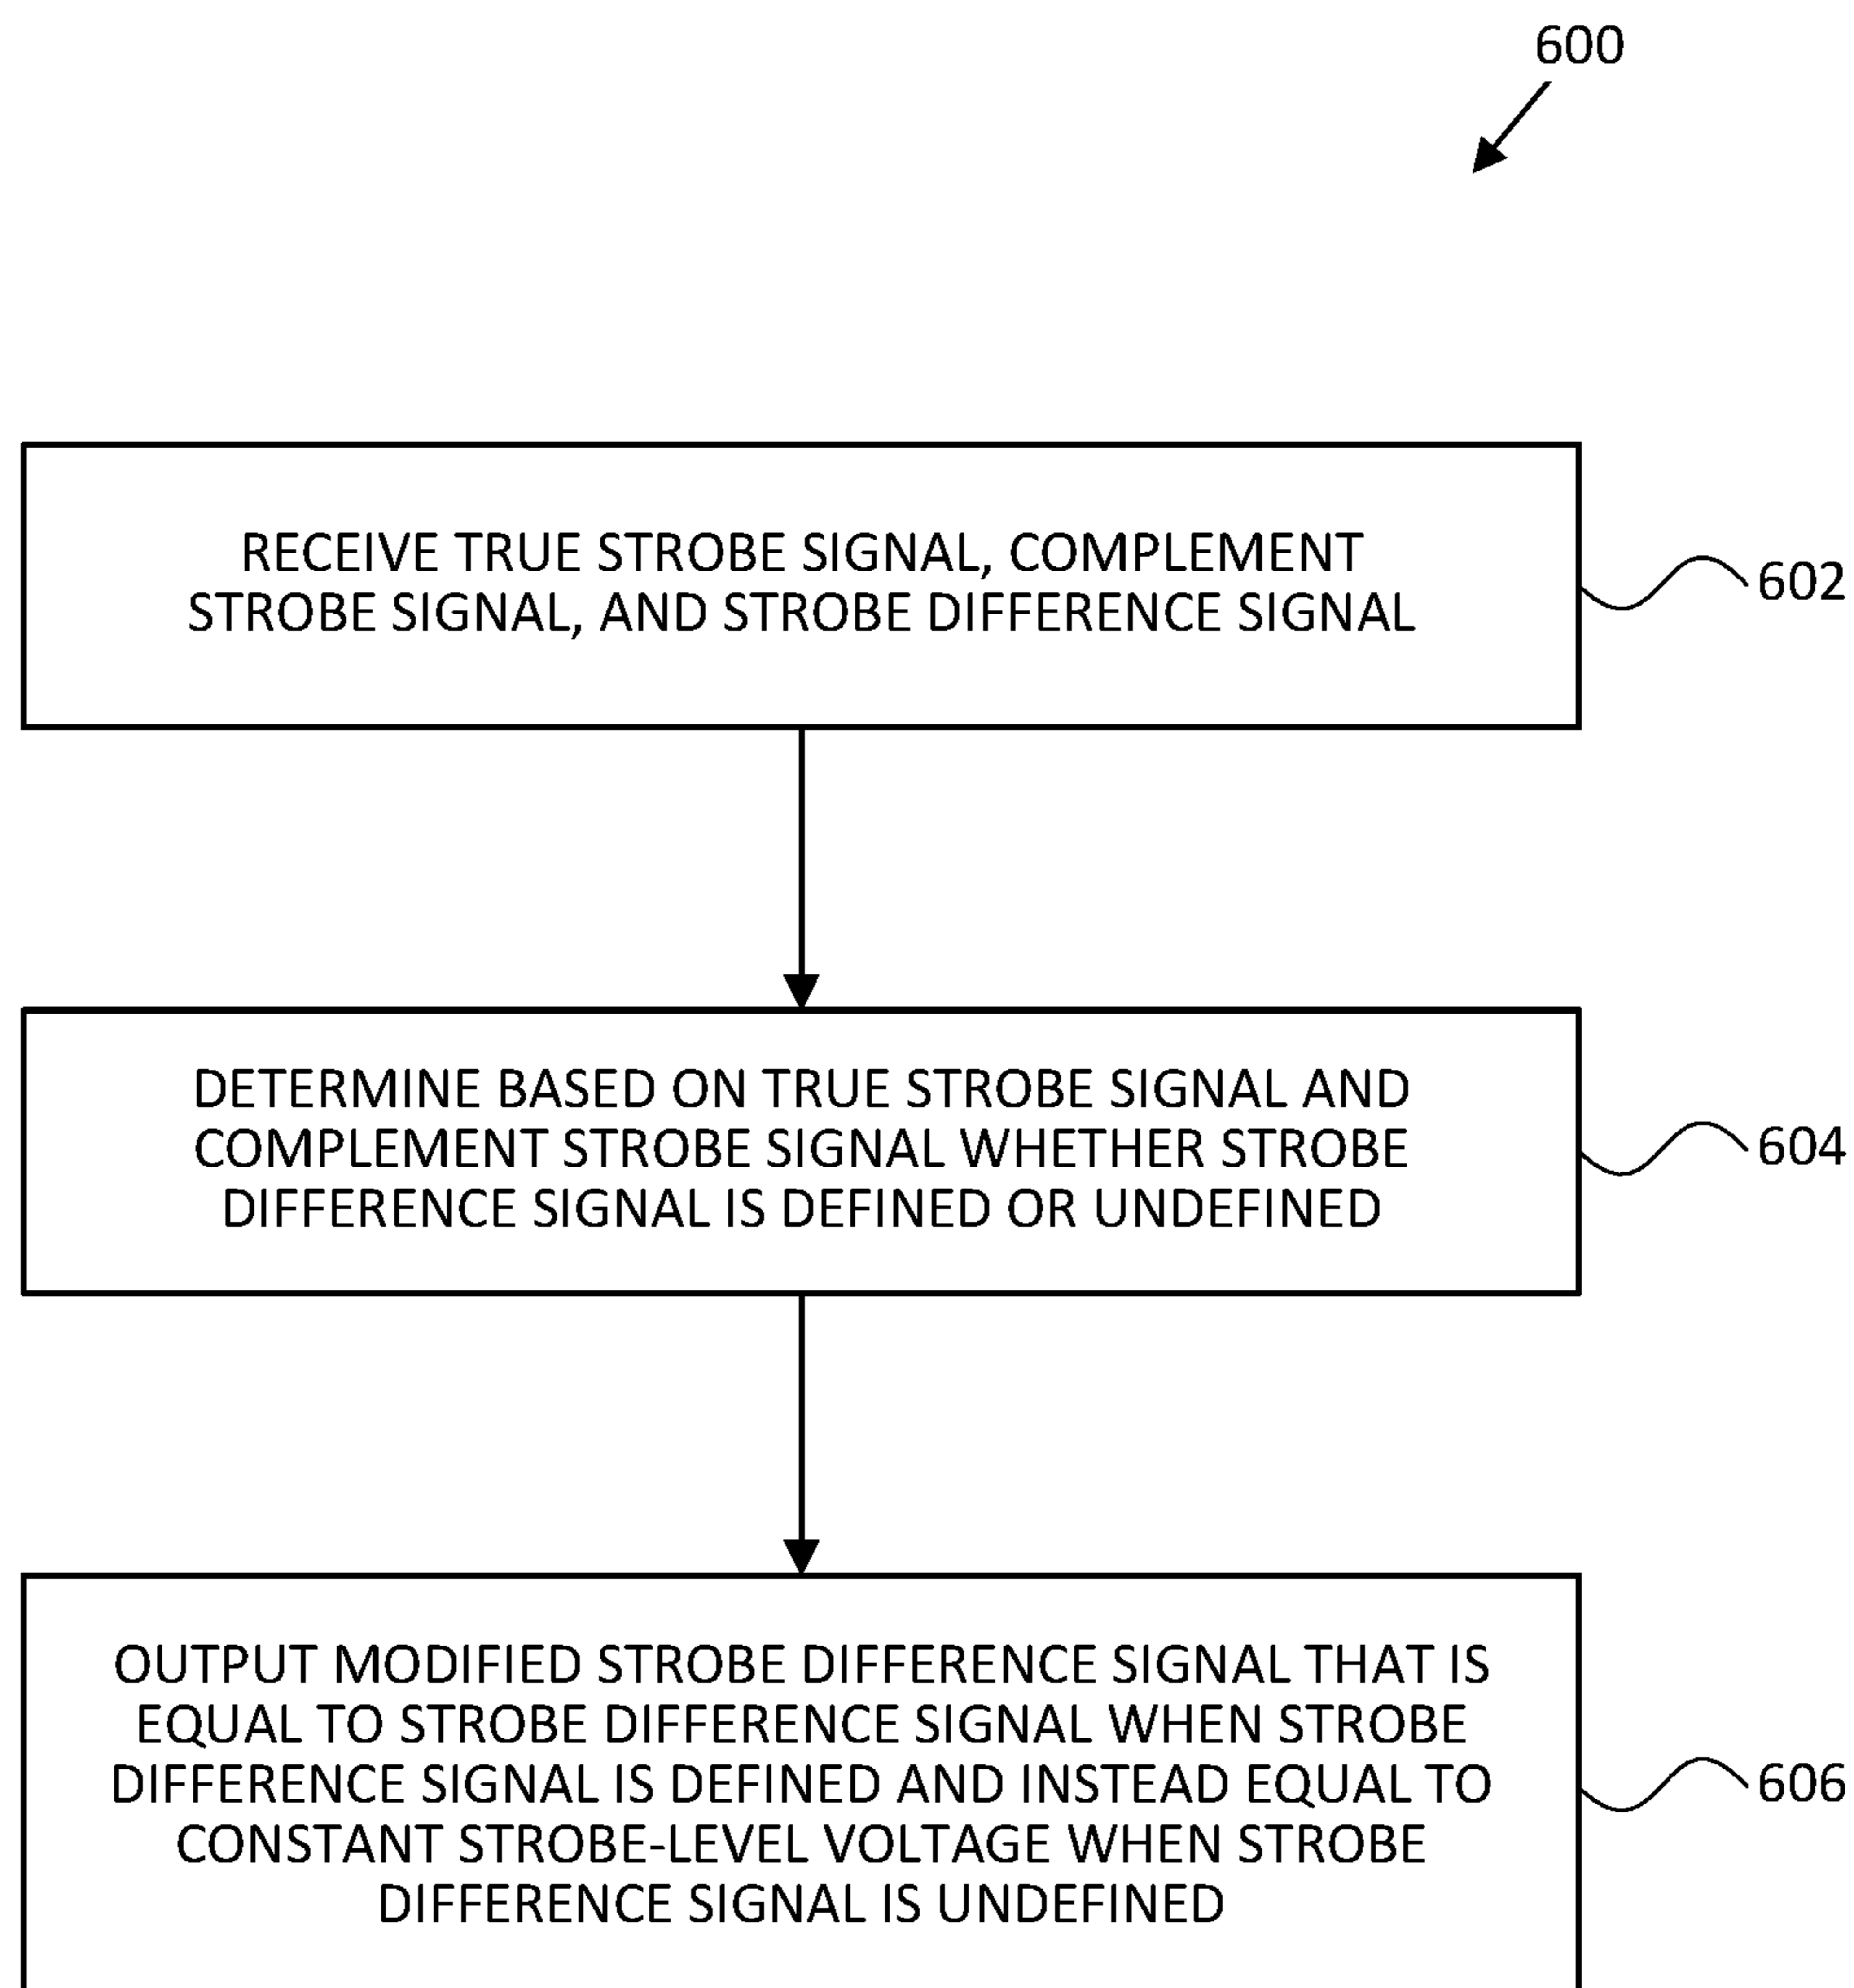 600
RECEIVE TRUE STROBE SIGNAL, COMPLEMENT
STROBE SIGNAL, AND STROBE DIFFERENCE SIGNAL
602
DETERMINE BASED ON TRUE STROBE SIGNAL AND
COMPLEMENT STROBE SIGNAL WHETHER STROBE
DIFFERENCE SIGNAL IS DEFINED OR UNDEFINED
604
OUTPUT MODIFIED STROBE DIFFERENCE SIGNAL THAT IS
EQUAL TO STROBE DIFFERENCE SIGNAL WHEN STROBE
DIFFERENCE SIGNAL IS DEFINED AND INSTEAD EQUAL TO
CONSTANT STROBE-LEVEL VOLTAGE WHEN STROBE
DIFFERENCE SIGNAL IS UNDEFINED
606